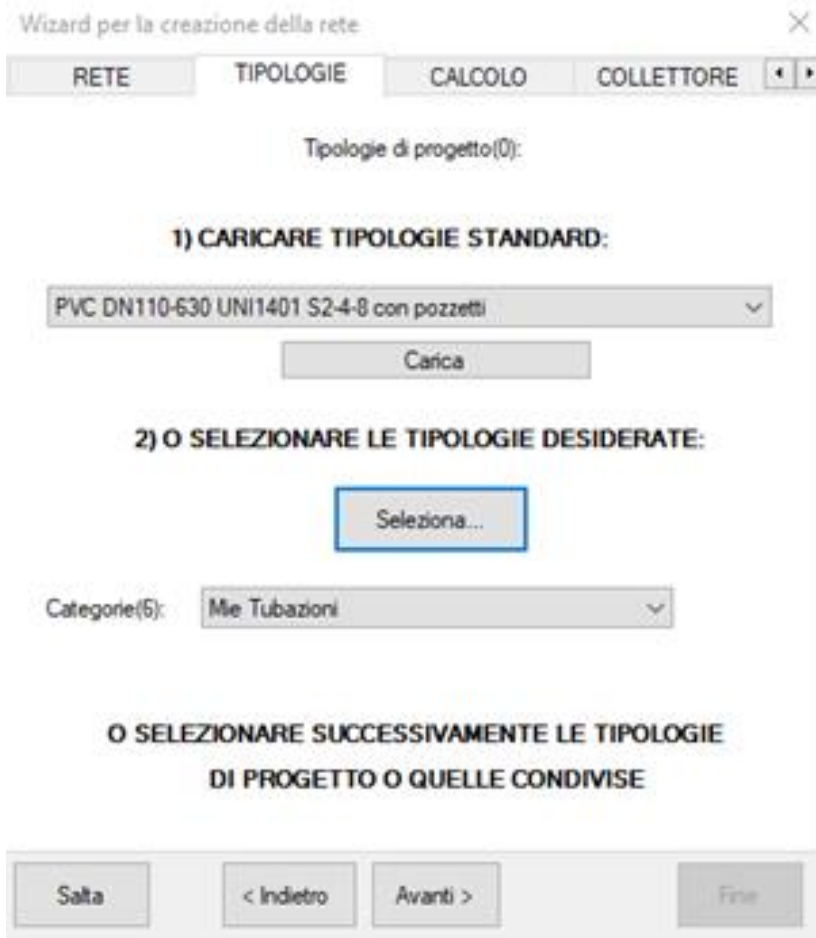 Wizard per la creazione della rete
RETE TIPOLOGIE CALCOLO COLLETTORE
Tipologie di progetto(0):
1) CARICARE TIPOLOGIE STANDARD:
PVC DN110-630 UNI1401 S2-4-8 con pozzetti
Carica
2) O SELEZIONARE LE TIPOLOGIE DESIDERATE:
Seleziona...
Categorie(6): Mie Tubazioni
O SELEZIONARE SUCCESSIVAMENTE LE TIPOLOGIE
DI PROGETTO O QUELLE CONDIVISE
Salta < Indietro Avanti > Fine